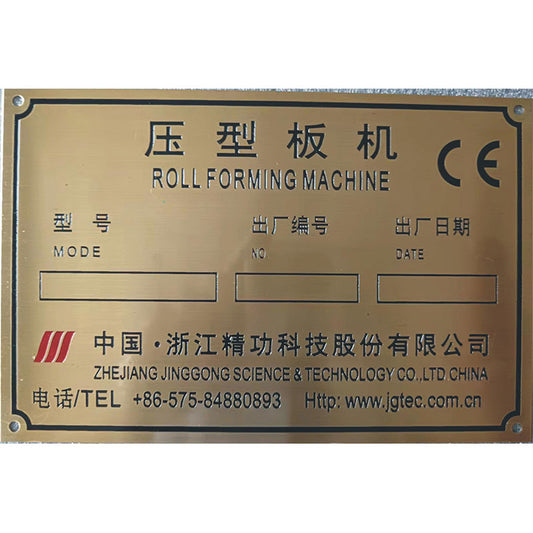 压型板机
CE
ROLL FORMING MACHINE
型号 出厂编号 出厂日期
MODE NO DATE
中国·浙江精功科技股份有限公司
ZHEJIANG JINGGONG SCIENCE & TECHNOLOGY CO.,LTD CHINA
电话/TEL +86-575-84880893 Http: www.jgtec.com.cn